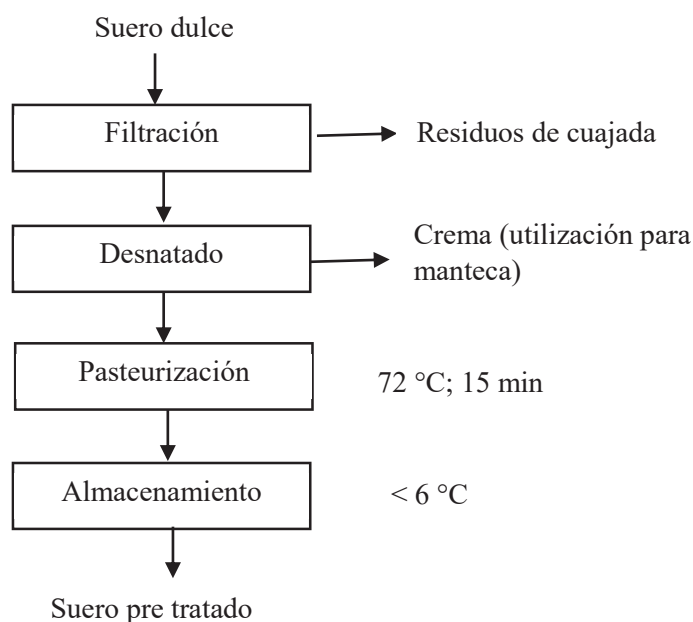 Suero dulce
Filtración
Residuos de cuajada
Desnatado
Crema (utilización para
manteca)
Pasteurización
72 °C; 15 min
Almacenamiento
< 6 °C
Suero pre tratado